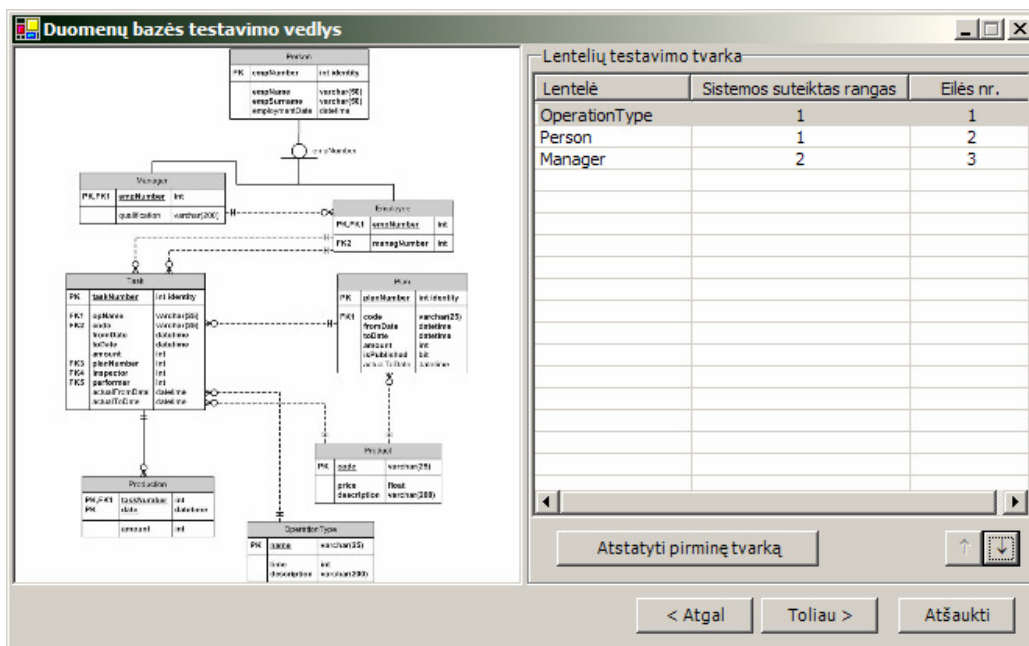 Duomenų bazės testavimo vedlys
Person
PK empNumber int identity
empName varchar(50)
empSurname varchar(50)
employmentDate datetime
empNumber
Manager
PK,FK1 empNumber int
qualification varchar(200)
Employee
PK,FK1 empNumber int
FK2 managNumber int
Task
PK taskNumber int identity
FK1 opName varchar(35)
FK2 code varchar(25)
fromDate datetime
toDate datetime
amount int
FK3 planNumber int
FK4 inspector int
FK5 performer int
actualFromDate datetime
actualToDate datetime
Plan
PK planNumber int identity
FK1 code varchar(25)
fromDate datetime
toDate datetime
amount int
isPublished bit
actualToDate datetime
Product
PK code varchar(25)
price float
description varchar(200)
Production
PK,FK1 taskNumber int
PK date datetime
amount int
OperationType
PK name varchar(35)
time int
description varchar(200)
Lentelių testavimo tvarka
Lentelė Sistemos suteiktas rangas Eilės nr.
OperationType 1 1
Person 1 2
Manager 2 3
Atstatyti pirminę tvarką
< Atgal Toliau > Atšaukti